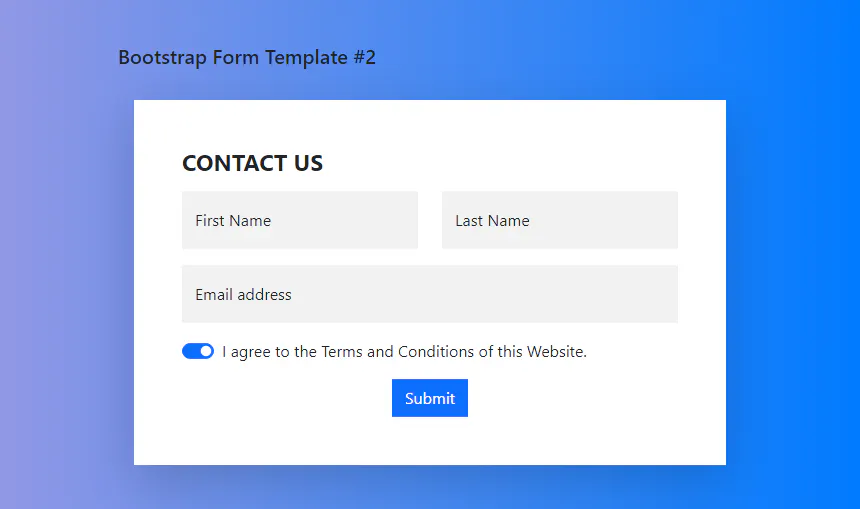 Bootstrap Form Template #2
CONTACT US
First Name
Last Name
Email address
I agree to the Terms and Conditions of this Website.
Submit